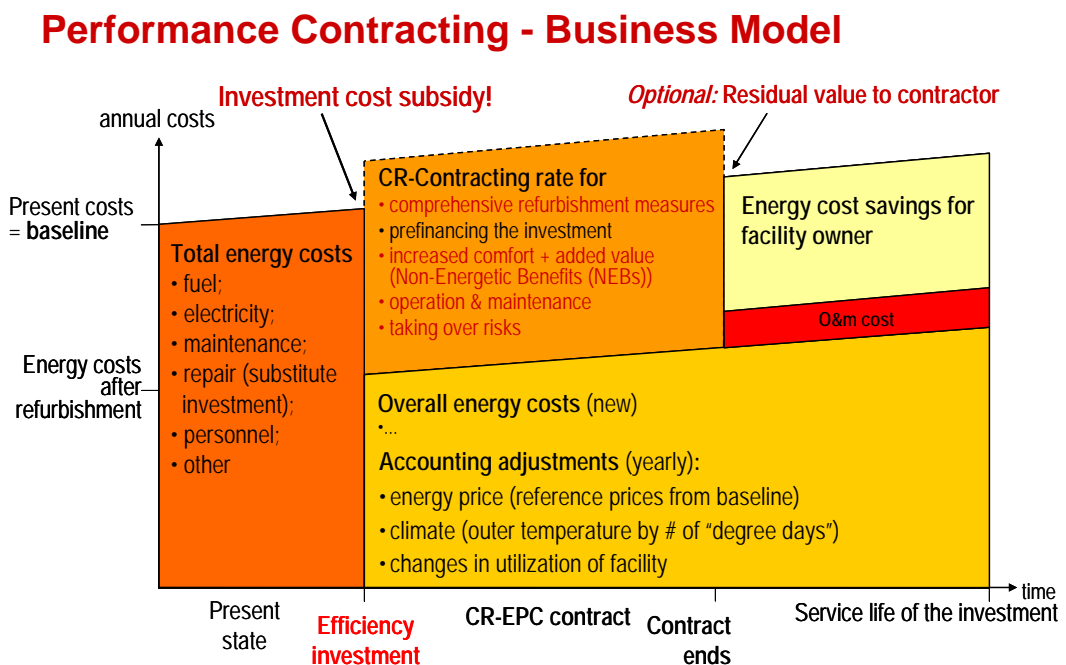 Performance Contracting - Business Model
Investment cost subsidy!
Optional: Residual value to contractor
annual costs
Present costs
= baseline
Energy costs
after
refurbishment
Total energy costs
• fuel;
• electricity;
• maintenance;
• repair (substitute
investment);
• personnel;
• other
CR-Contracting rate for
• comprehensive refurbishment measures
• prefinancing the investment
• increased comfort + added value
(Non-Energetic Benefits (NEBs))
• operation & maintenance
• taking over risks
Energy cost savings for
facility owner
O&m cost
Overall energy costs (new)
•...
Accounting adjustments (yearly):
• energy price (reference prices from baseline)
• climate (outer temperature by # of “degree days”)
• changes in utilization of facility
time
Present
state
Efficiency
investment
CR-EPC contract
Contract
ends
Service life of the investment